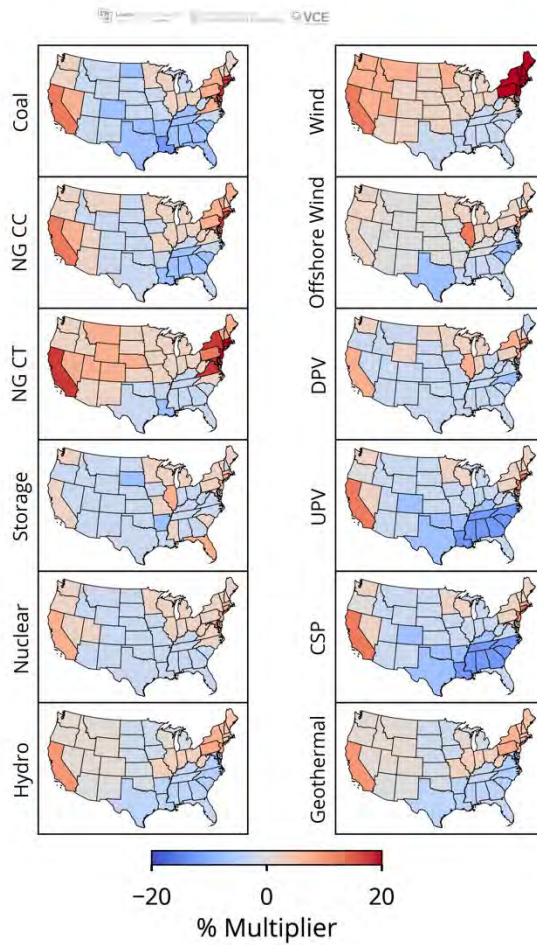 VCE
Coal
Wind
NG CC
Offshore Wind
NG CT
DPV
Storage
UPV
Nuclear
CSP
Hydro
Geothermal
−20 0 20
% Multiplier